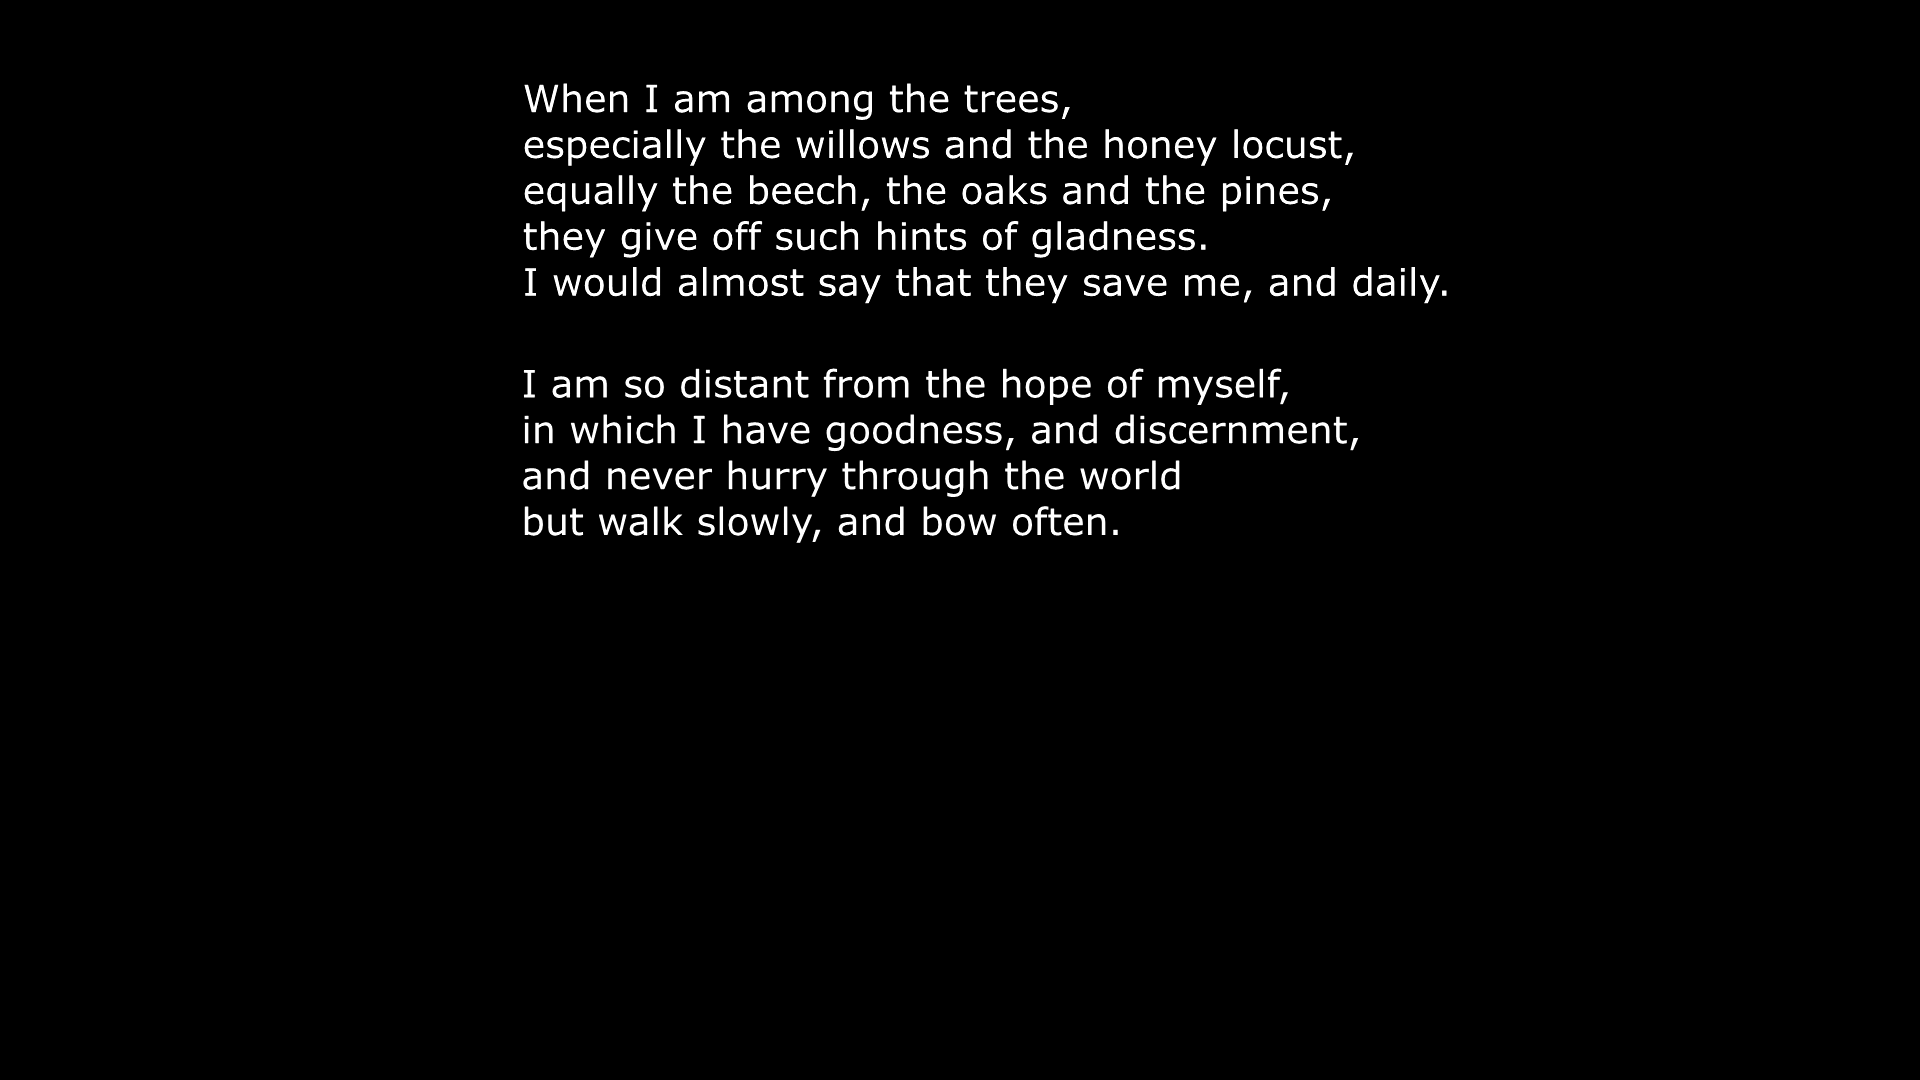 When I am among the trees,
especially the willows and the honey locust,
equally the beech, the oaks and the pines,
they give off such hints of gladness.
I would almost say that they save me, and daily.
I am so distant from the hope of myself,
in which I have goodness, and discernment,
and never hurry through the world
but walk slowly, and bow often.